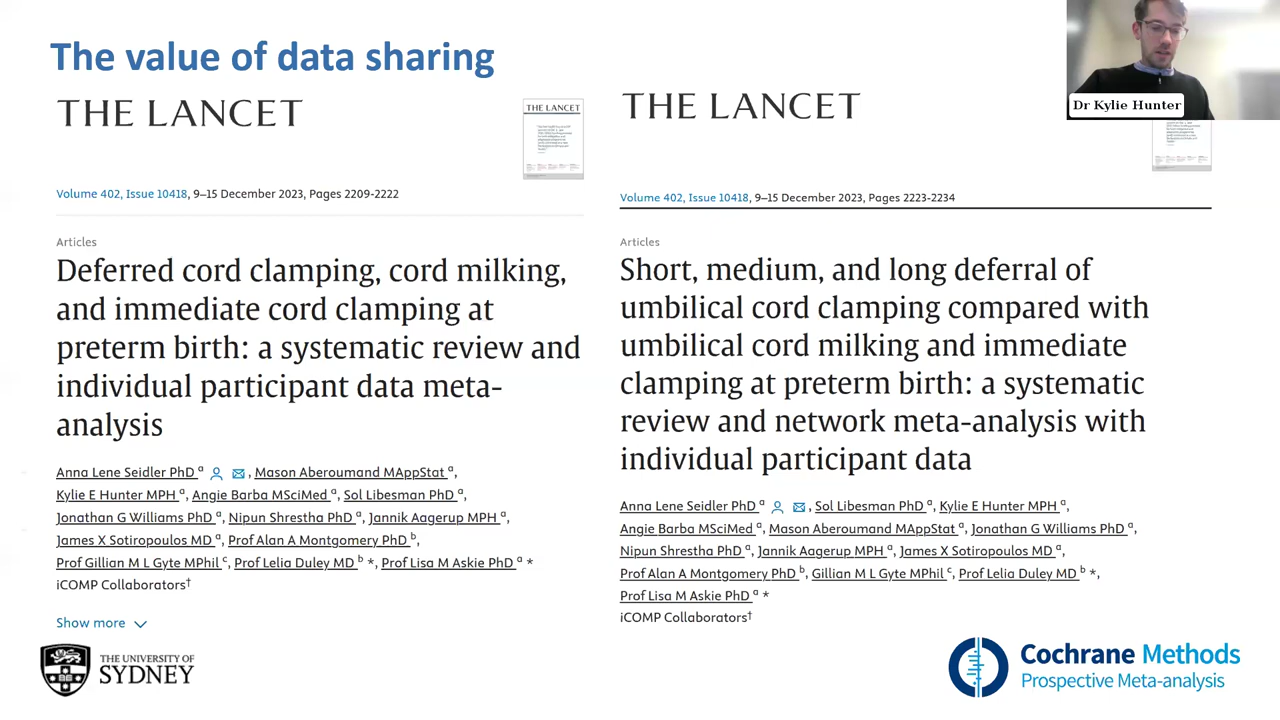 The value of data sharing
THE LANCET
THE LANCET
Volume 402, Issue 10418, 9–15 December 2023, Pages 2209-2222
Articles
Deferred cord clamping, cord milking,
and immediate cord clamping at
preterm birth: a systematic review and
individual participant data meta-
analysis
Anna Lene Seidler PhD a, Mason Aberoumand MAppStat a,
Kylie E Hunter MPH a, Angie Barba MSciMed a, Sol Libesman PhD a,
Jonathan G Williams PhD a, Nipun Shrestha PhD a, Jannik Aagerup MPH a,
James X Sotiropoulos MD a, Prof Alan A Montgomery PhD b,
Prof Gillian M L Gyte MPhil c, Prof Lelia Duley MD b *, Prof Lisa M Askie PhD a *
iCOMP Collaborators†
Show more
THE UNIVERSITY OF
SYDNEY
Dr Kylie Hunter
THE LANCET
Volume 402, Issue 10418, 9–15 December 2023, Pages 2223-2234
Articles
Short, medium, and long deferral of
umbilical cord clamping compared with
umbilical cord milking and immediate
clamping at preterm birth: a systematic
review and network meta-analysis with
individual participant data
Anna Lene Seidler PhD a, Sol Libesman PhD a, Kylie E Hunter MPH a,
Angie Barba MSciMed a, Mason Aberoumand MAppStat a, Jonathan G Williams PhD a,
Nipun Shrestha PhD a, Jannik Aagerup MPH a, James X Sotiropoulos MD a,
Prof Alan A Montgomery PhD b, Gillian M L Gyte MPhil c, Prof Lelia Duley MD b *,
Prof Lisa M Askie PhD a *
iCOMP Collaborators†
Cochrane Methods
Prospective Meta-analysis